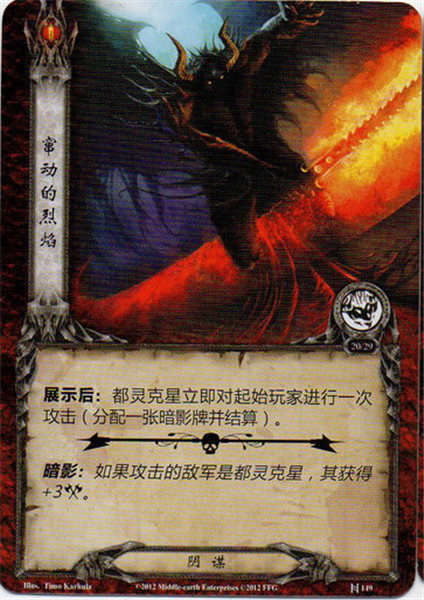 窜动的烈焰
20/29
展示后：都灵克星立即对起始玩家进行一次
攻击（分配一张暗影牌并结算）。
暗影：如果攻击的敌军是都灵克星，其获得
+3。
阴谋
Illus. Timo Karhula ©2012 Middle-earth Enterprises ©2012 FFG 149